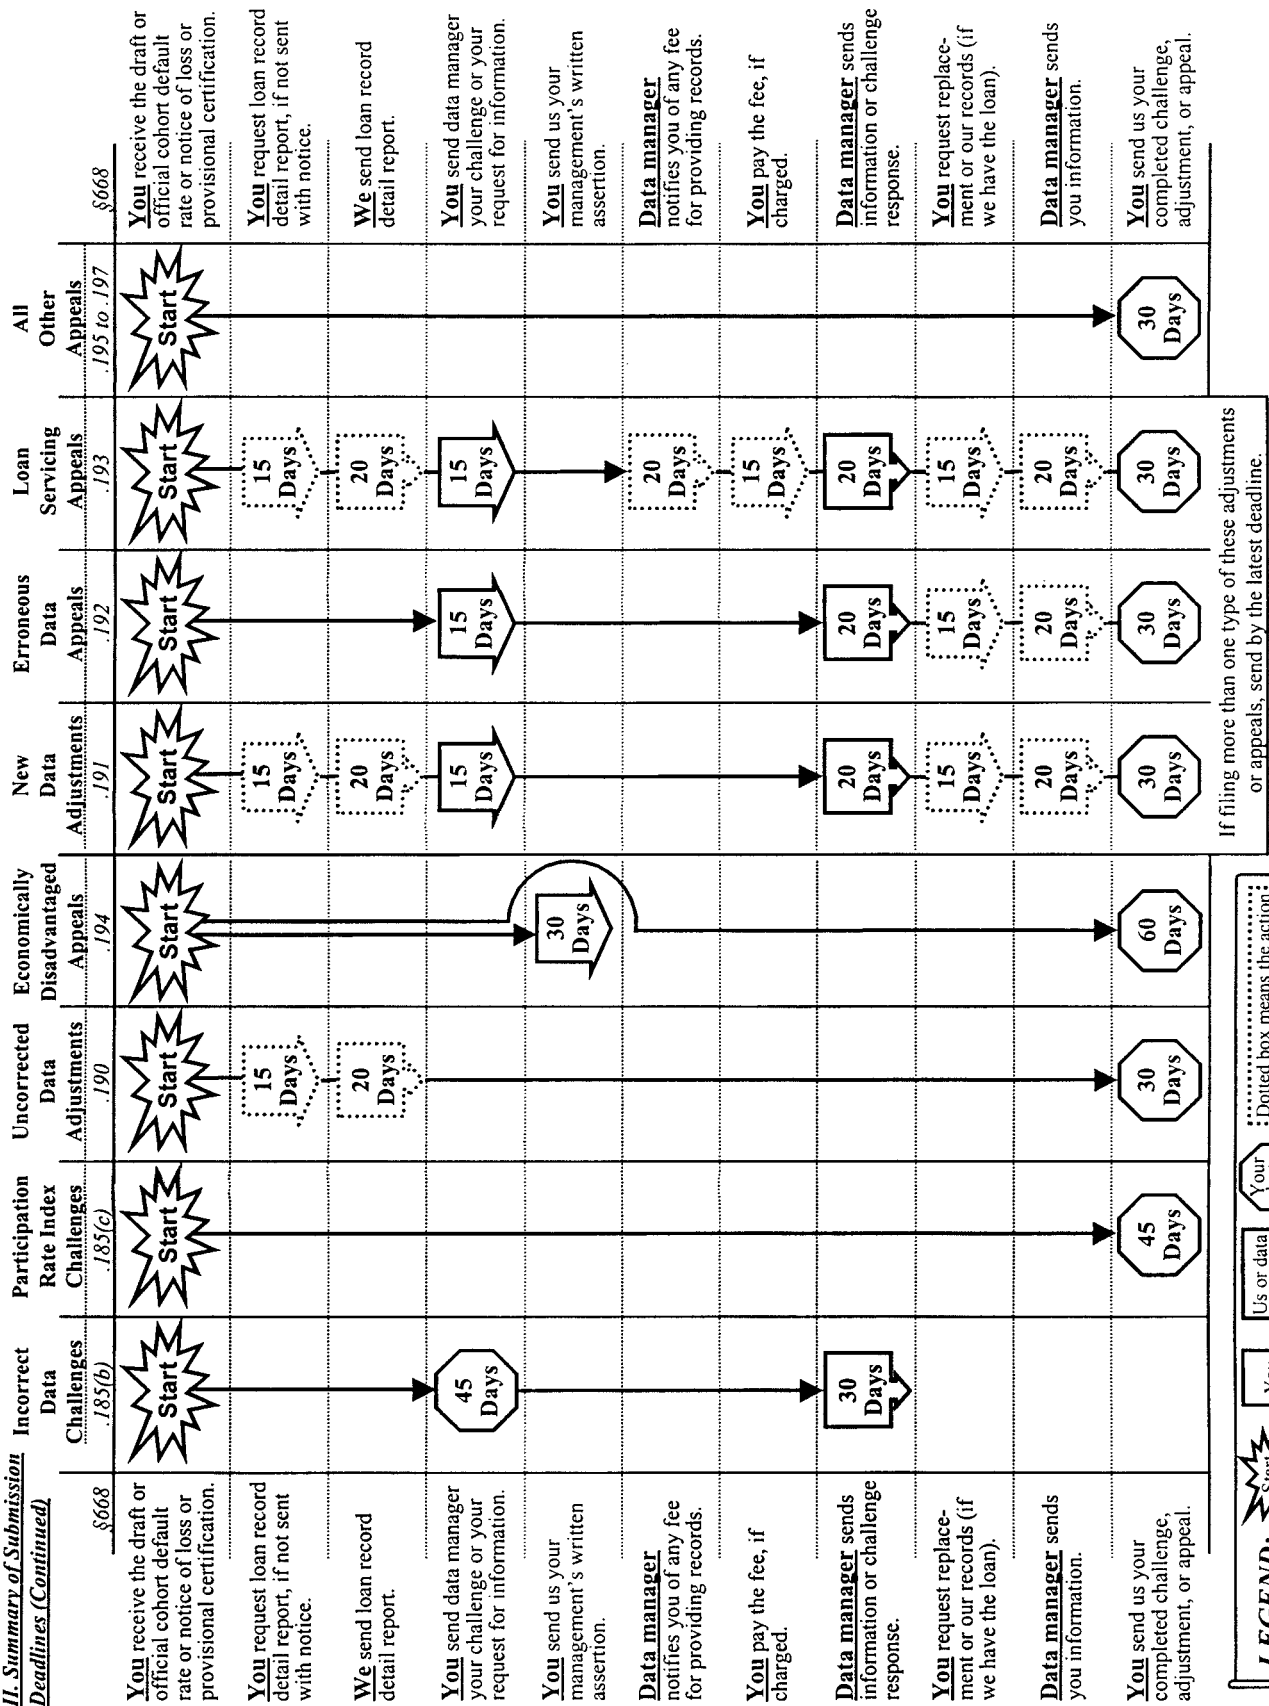 II. Summary of Submission
Deadlines (Continued)
Incorrect
Data
Challenges
Participation
Rate Index
Challenges
Uncorrected
Data
Adjustments
Economically
Disadvantaged
Appeals
New
Data
Adjustments
Erroneous
Data
Appeals
Loan
Servicing
Appeals
All
Other
Appeals
§668
.185(b)
.185(c)
.190
.194
.191
.192
.193
.195 to .197
§668
You receive the draft or
official cohort default
rate or notice of loss or
provisional certification.
Start
Start
Start
Start
Start
Start
Start
Start
You receive the draft or
official cohort default
rate or notice of loss or
provisional certification.
You request loan record
detail report, if not sent
with notice.
15
Days
15
Days
15
Days
You request loan record
detail report, if not sent
with notice.
We send loan record
detail report.
20
Days
20
Days
20
Days
We send loan record
detail report.
You send data manager
your challenge or your
request for information.
45
Days
15
Days
15
Days
15
Days
You send data manager
your challenge or your
request for information.
You send us your
management's written
assertion.
30
Days
You send us your
management's written
assertion.
Data manager
notifies you of any fee
for providing records.
20
Days
Data manager
notifies you of any fee
for providing records.
You pay the fee, if
charged.
15
Days
You pay the fee, if
charged.
Data manager sends
information or challenge
response.
30
Days
20
Days
20
Days
20
Days
Data manager sends
information or challenge
response.
You request replace-
ment or our records (if
we have the loan).
15
Days
15
Days
15
Days
You request replace-
ment or our records (if
we have the loan).
Data manager sends
you information.
20
Days
20
Days
20
Days
Data manager sends
you information.
You send us your
completed challenge,
adjustment, or appeal.
45
Days
30
Days
60
Days
30
Days
30
Days
30
Days
30
Days
You send us your
completed challenge,
adjustment, or appeal.
If filing more than one type of these adjustments
or appeals, send by the latest deadline.
LEGEND:
Start
You
Us or data
Your
Dotted box means the action